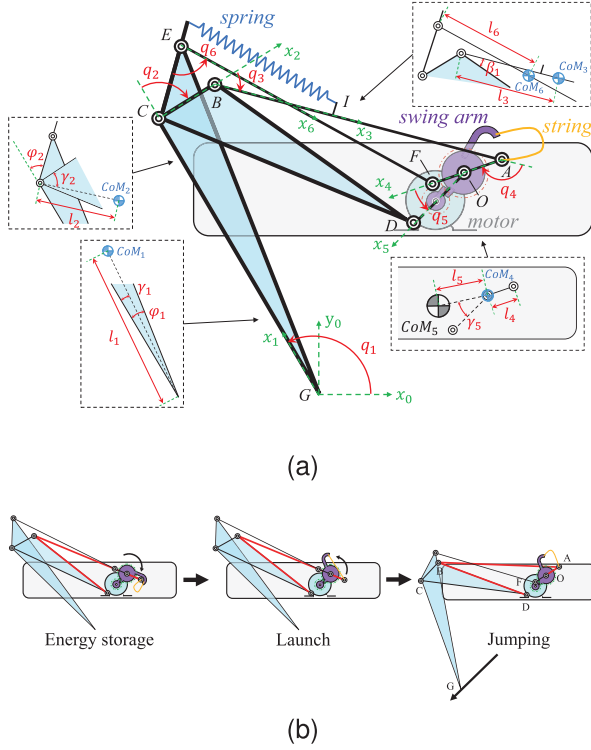 spring
E
q6
x2
q2
q3
B
I
C
x6
x3
swing arm
string
F
A
x4
O
q4
q5
D
motor
x5
l6
CoM3
β1
CoM6
l3
φ2
γ2
CoM2
l2
CoM1
γ1
φ1
l1
y0
x1
q1
G
x0
l5
CoM4
CoM5
γ5
l4
(a)
B
A
C
F
O
D
G
Energy storage
Launch
Jumping
(b)